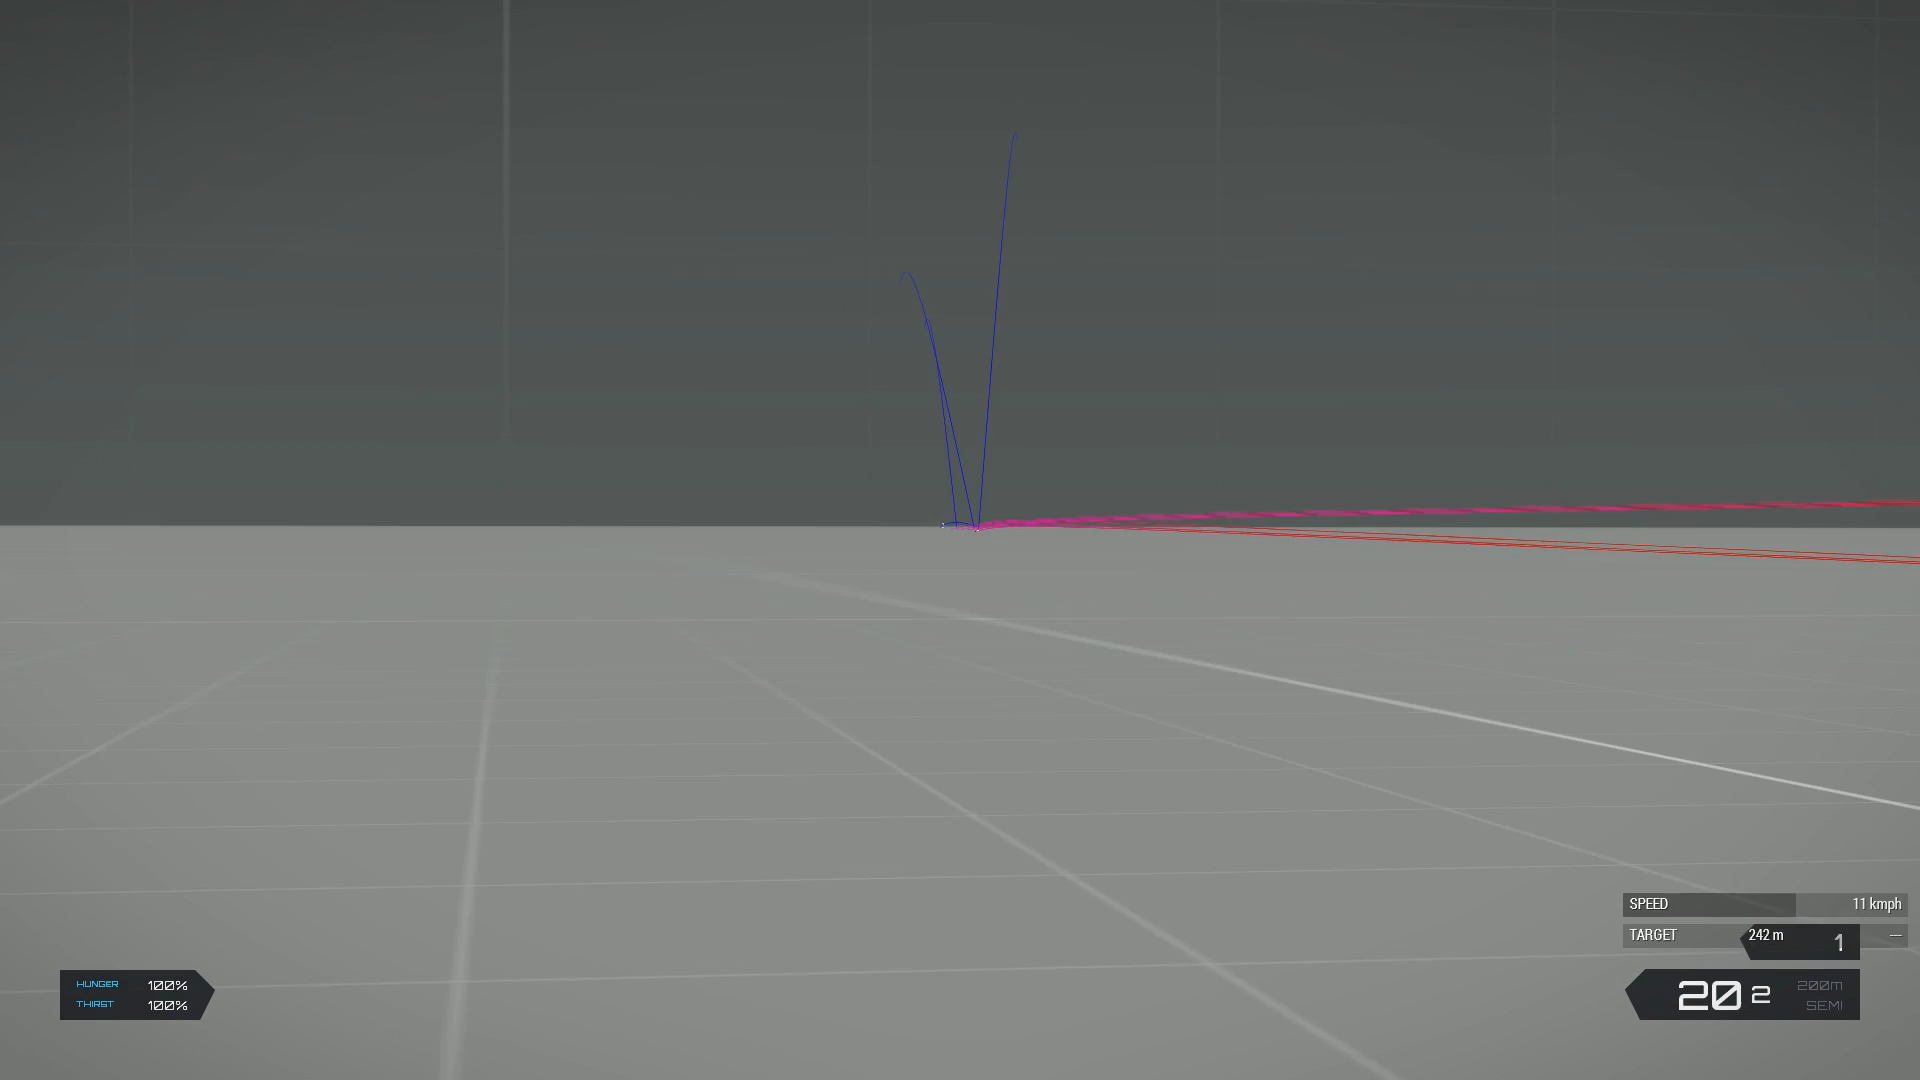 SPEED 11 kmph
TARGET 242 m 1 ---
HUNGER 100%
THIRST 100%
20 2 200m
SEMI